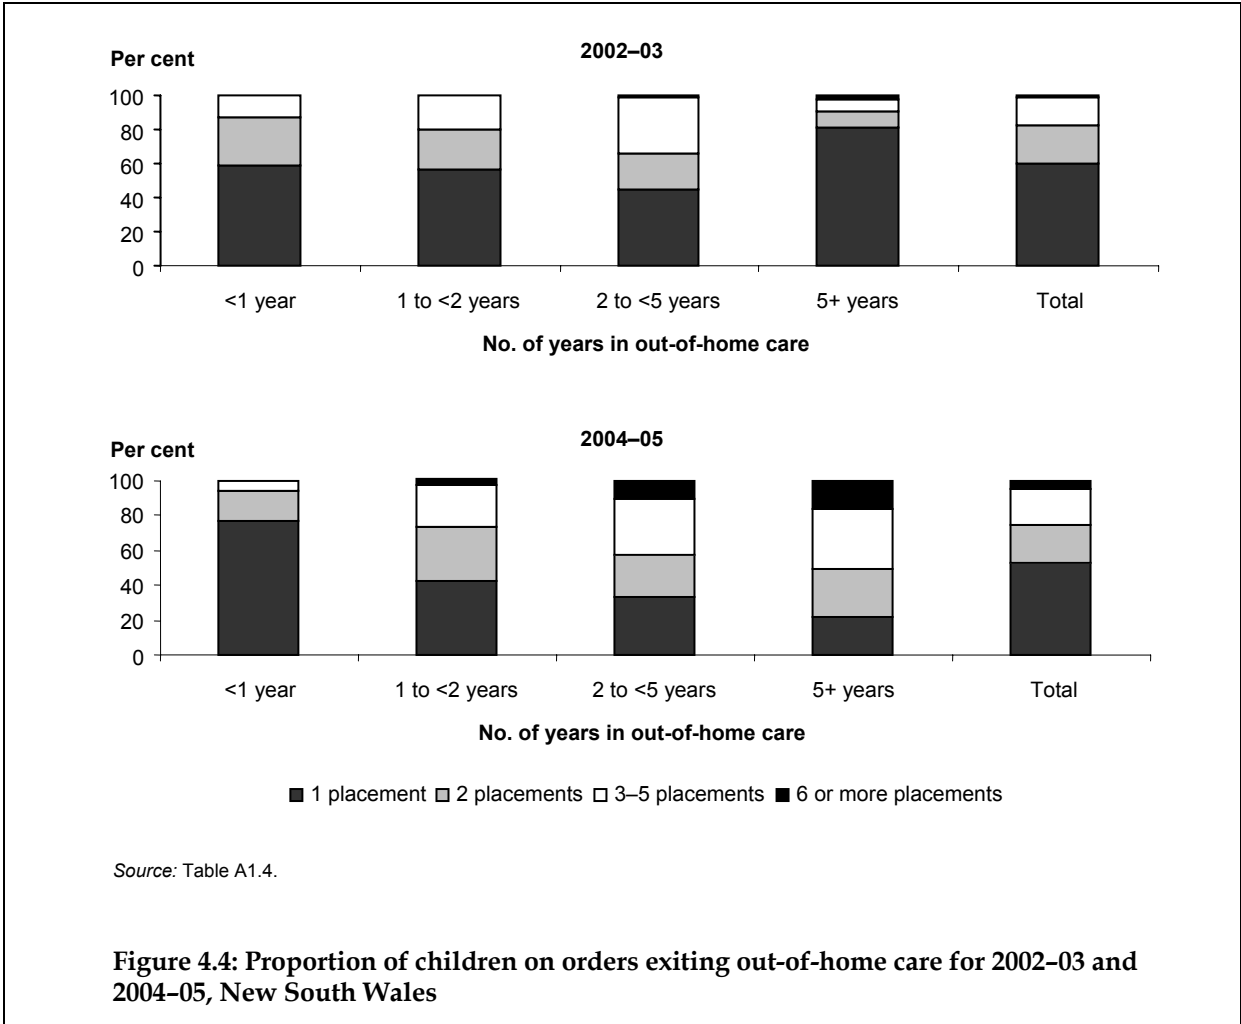 2002–03
Per cent
100
80
60
40
20
0
<1 year 1 to <2 years 2 to <5 years 5+ years Total
No. of years in out-of-home care
2004–05
Per cent
100
80
60
40
20
0
<1 year 1 to <2 years 2 to <5 years 5+ years Total
No. of years in out-of-home care
1 placement 2 placements 3–5 placements 6 or more placements
Source: Table A1.4.
Figure 4.4: Proportion of children on orders exiting out-of-home care for 2002–03 and
2004–05, New South Wales